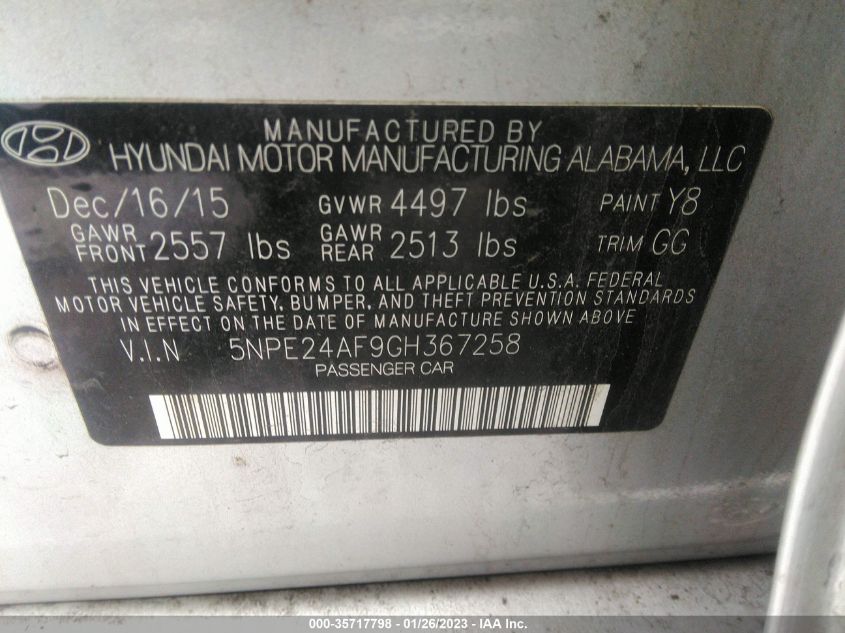 MANUFACTURED BY
HYUNDAI MOTOR MANUFACTURING ALABAMA, LLC
Dec/16/15 GVWR 4497 lbs PAINT Y8
GAWR FRONT 2557 lbs GAWR REAR 2513 lbs TRIM GG
THIS VEHICLE CONFORMS TO ALL APPLICABLE U.S.A. FEDERAL
MOTOR VEHICLE SAFETY, BUMPER, AND THEFT PREVENTION STANDARDS
IN EFFECT ON THE DATE OF MANUFACTURE SHOWN ABOVE
V.I.N 5NPE24AF9GH367258
PASSENGER CAR
000-35717798 - 01/26/2023 - IAA Inc.